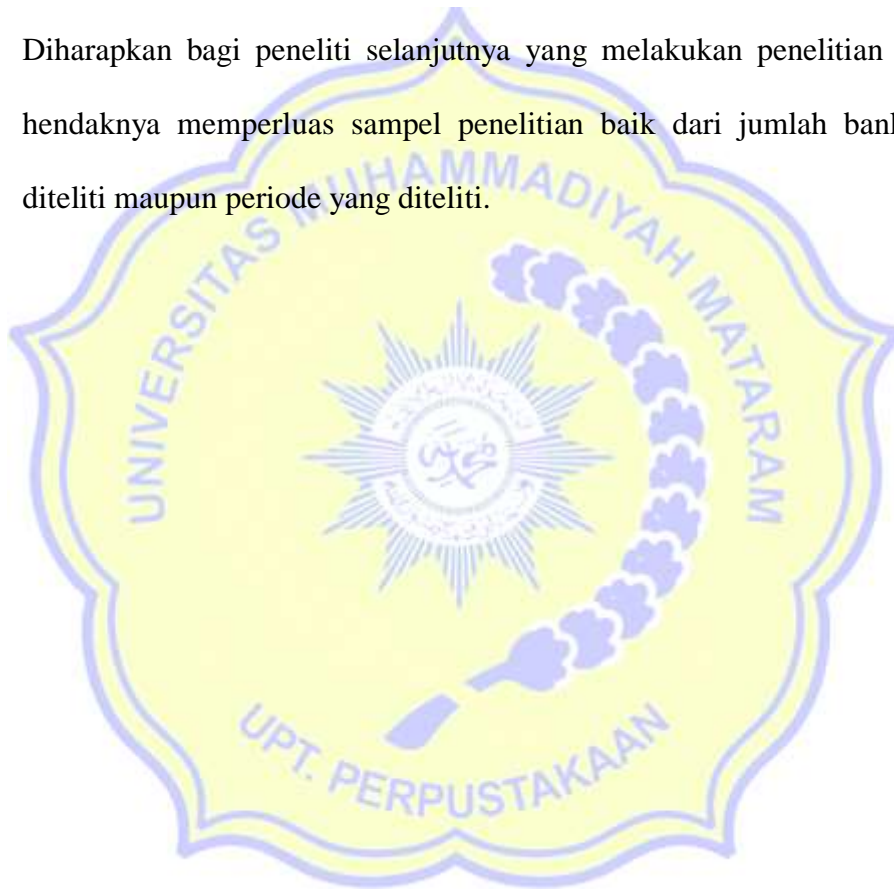 Diharapkan bagi peneliti selanjutnya yang melakukan penelitian
hendaknya memperluas sampel penelitian baik dari jumlah
diteliti maupun periode yang diteliti.
UNIVERSITAS MUHAMMADIYAH MATARAM
UPT. PERPUSTAKAAN